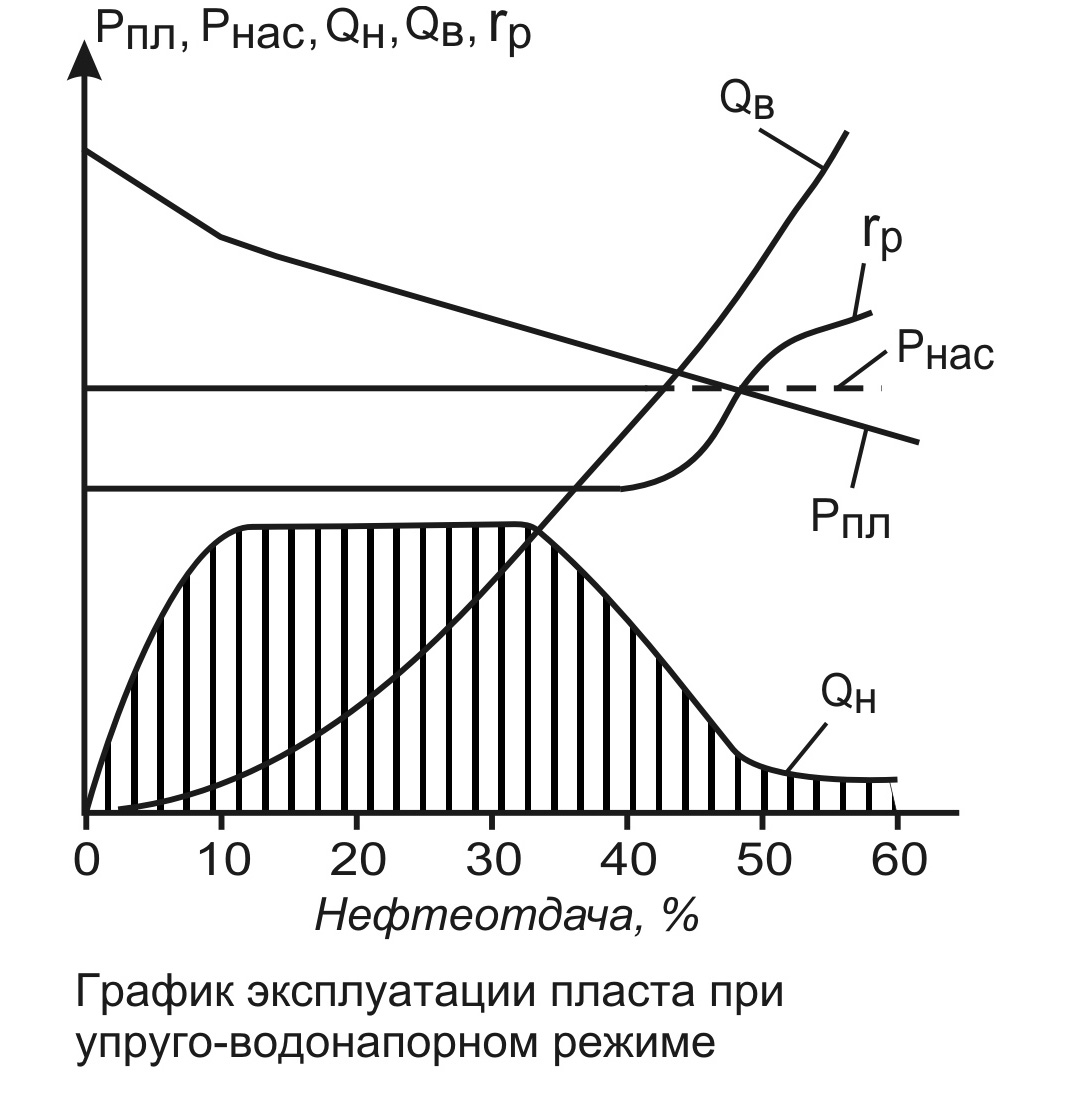 Pпл, Pнас, Qн, Qв, rр
Qв
rр
Pнас
Pпл
Qн
0 10 20 30 40 50 60
Нефтеотдача, %
График эксплуатации пласта при
упруго-водонапорном режиме